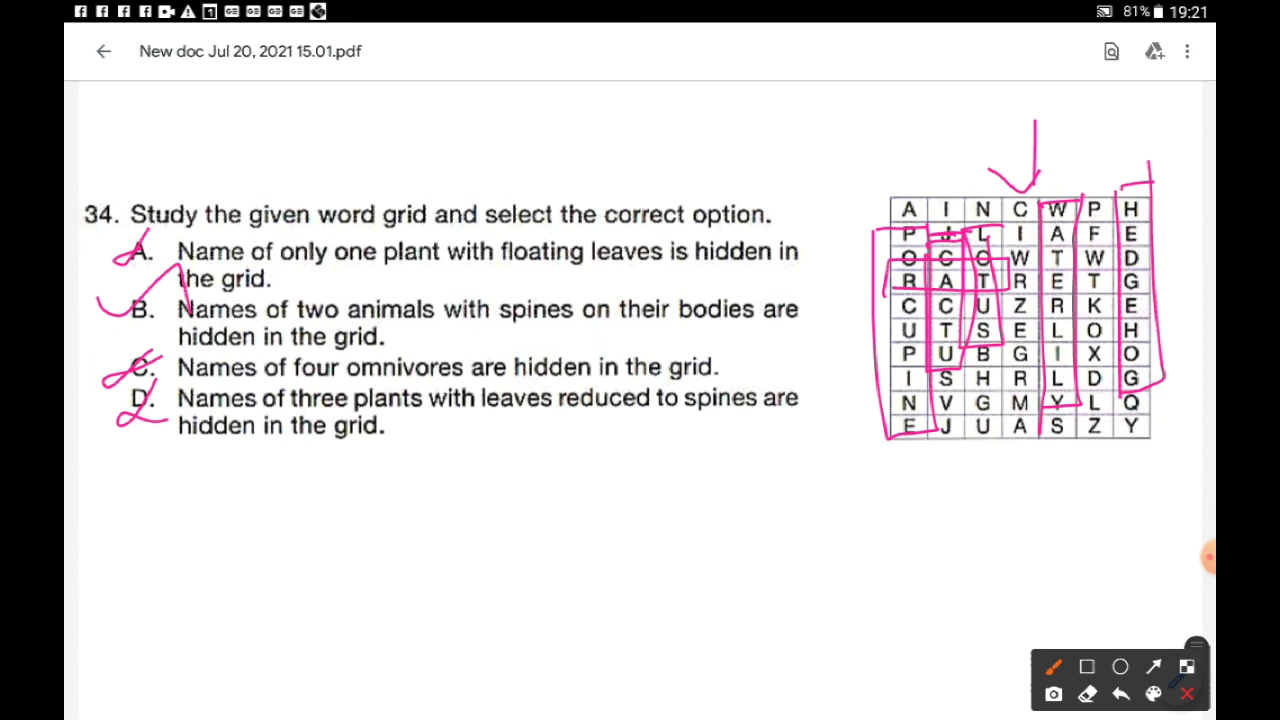 81% 19:21
New doc Jul 20, 2021 15.01.pdf
34. Study the given word grid and select the correct option.
A. Name of only one plant with floating leaves is hidden in
the grid.
B. Names of two animals with spines on their bodies are
hidden in the grid.
C. Names of four omnivores are hidden in the grid.
D. Names of three plants with leaves reduced to spines are
hidden in the grid.
A I N C W P H
P J L I A F E
O C O W T W D
R A T R E T G
C C U Z R K E
U T S E L O H
P U B G I X O
I S H R L D G
N V G M Y L Q
E J U A S Z Y